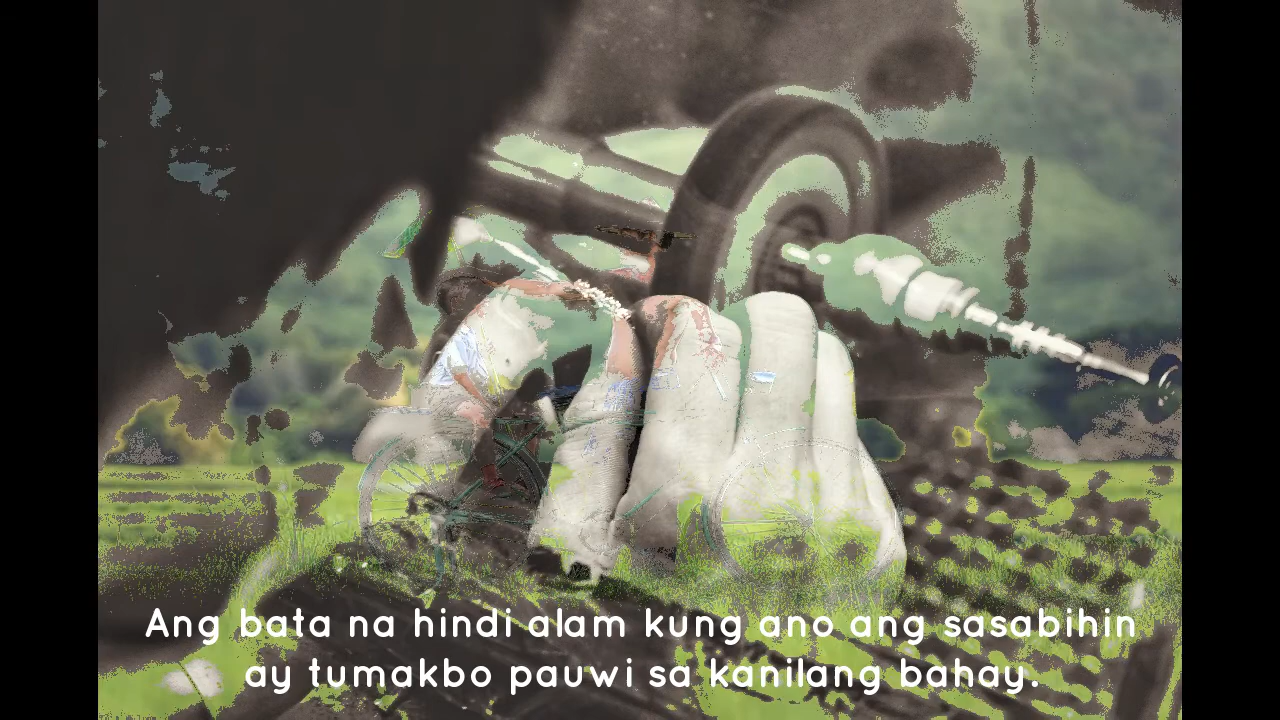 Ang bata na hindi alam kung ano ang sasabihin
ay tumakbo pauwi sa kanilang bahay.